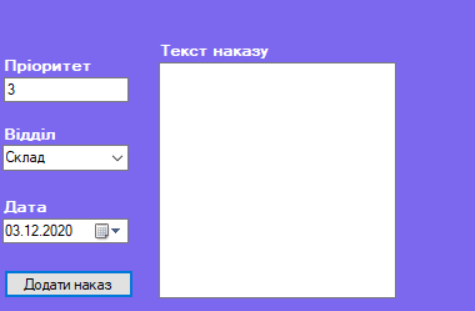 Пріоритет
3
Відділ
Склад
Дата
03.12.2020
Додати наказ
Текст наказу